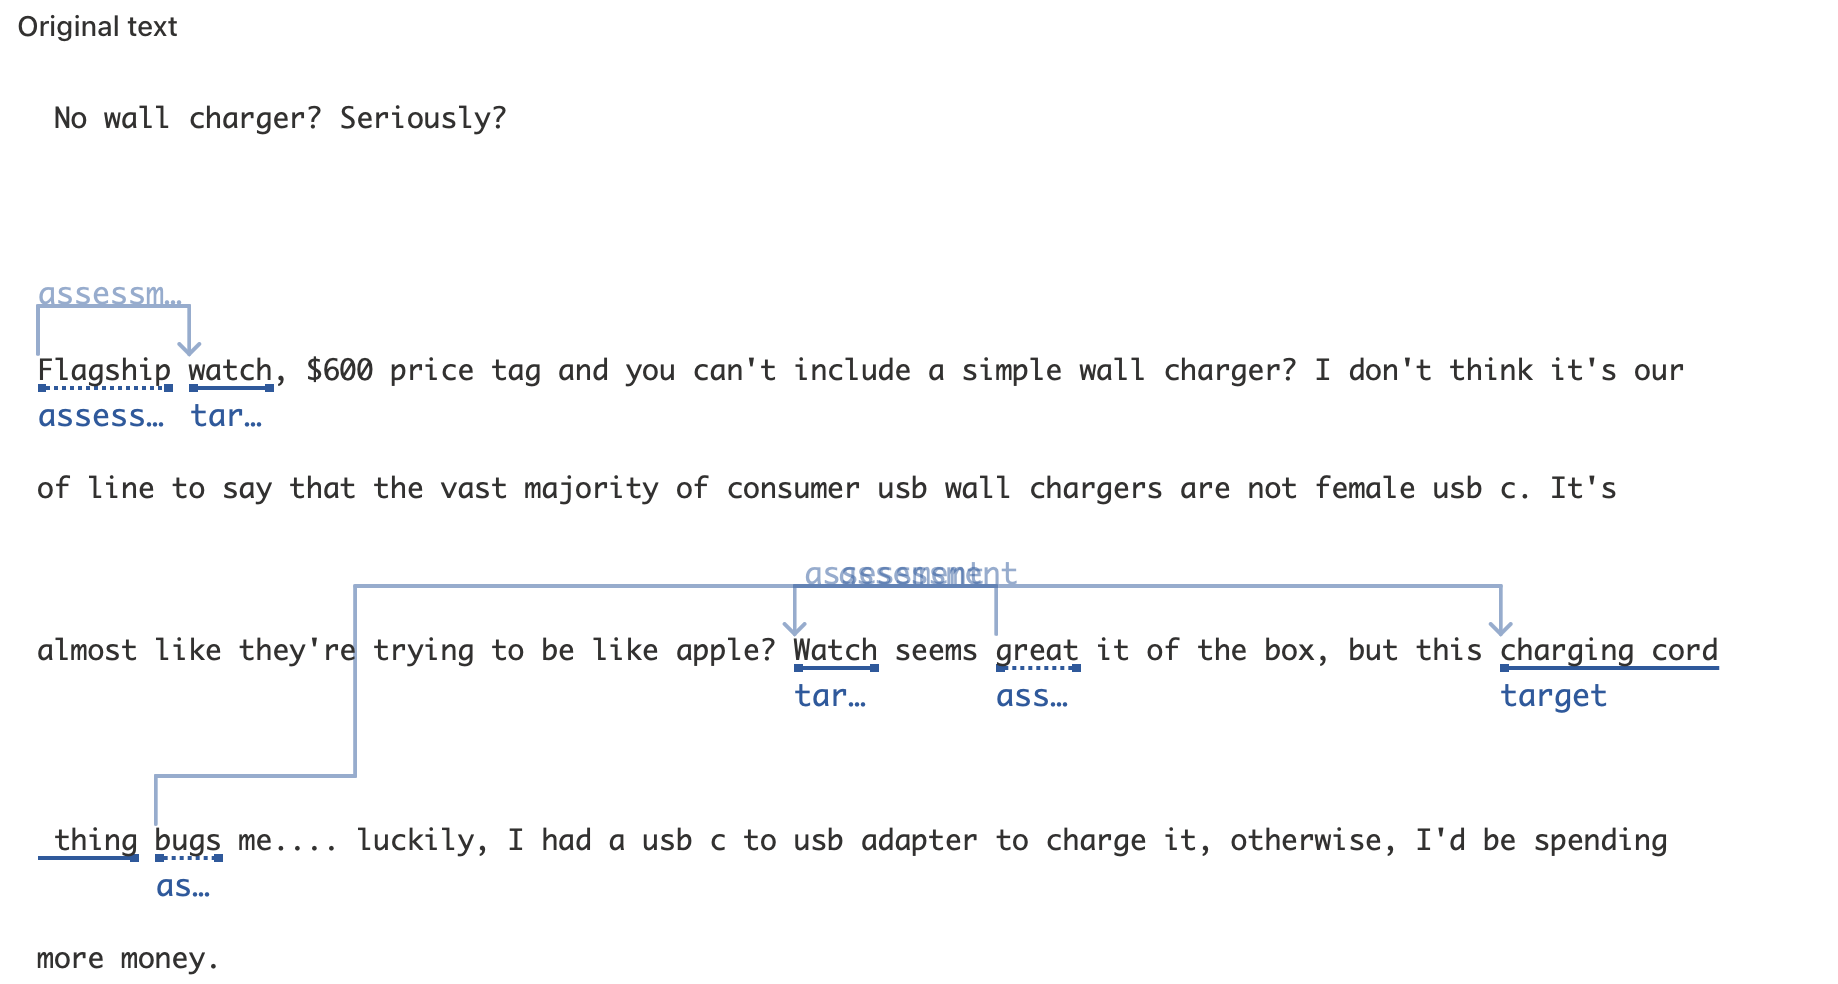 Original text
No wall charger? Seriously?
assessm…
Flagship watch, $600 price tag and you can't include a simple wall charger? I don't think it's our
assess… tar…
of line to say that the vast majority of consumer usb wall chargers are not female usb c. It's
assessment assessment
almost like they're trying to be like apple? Watch seems great it of the box, but this charging cord
tar… ass… target
thing bugs me.... luckily, I had a usb c to usb adapter to charge it, otherwise, I'd be spending
as…
more money.